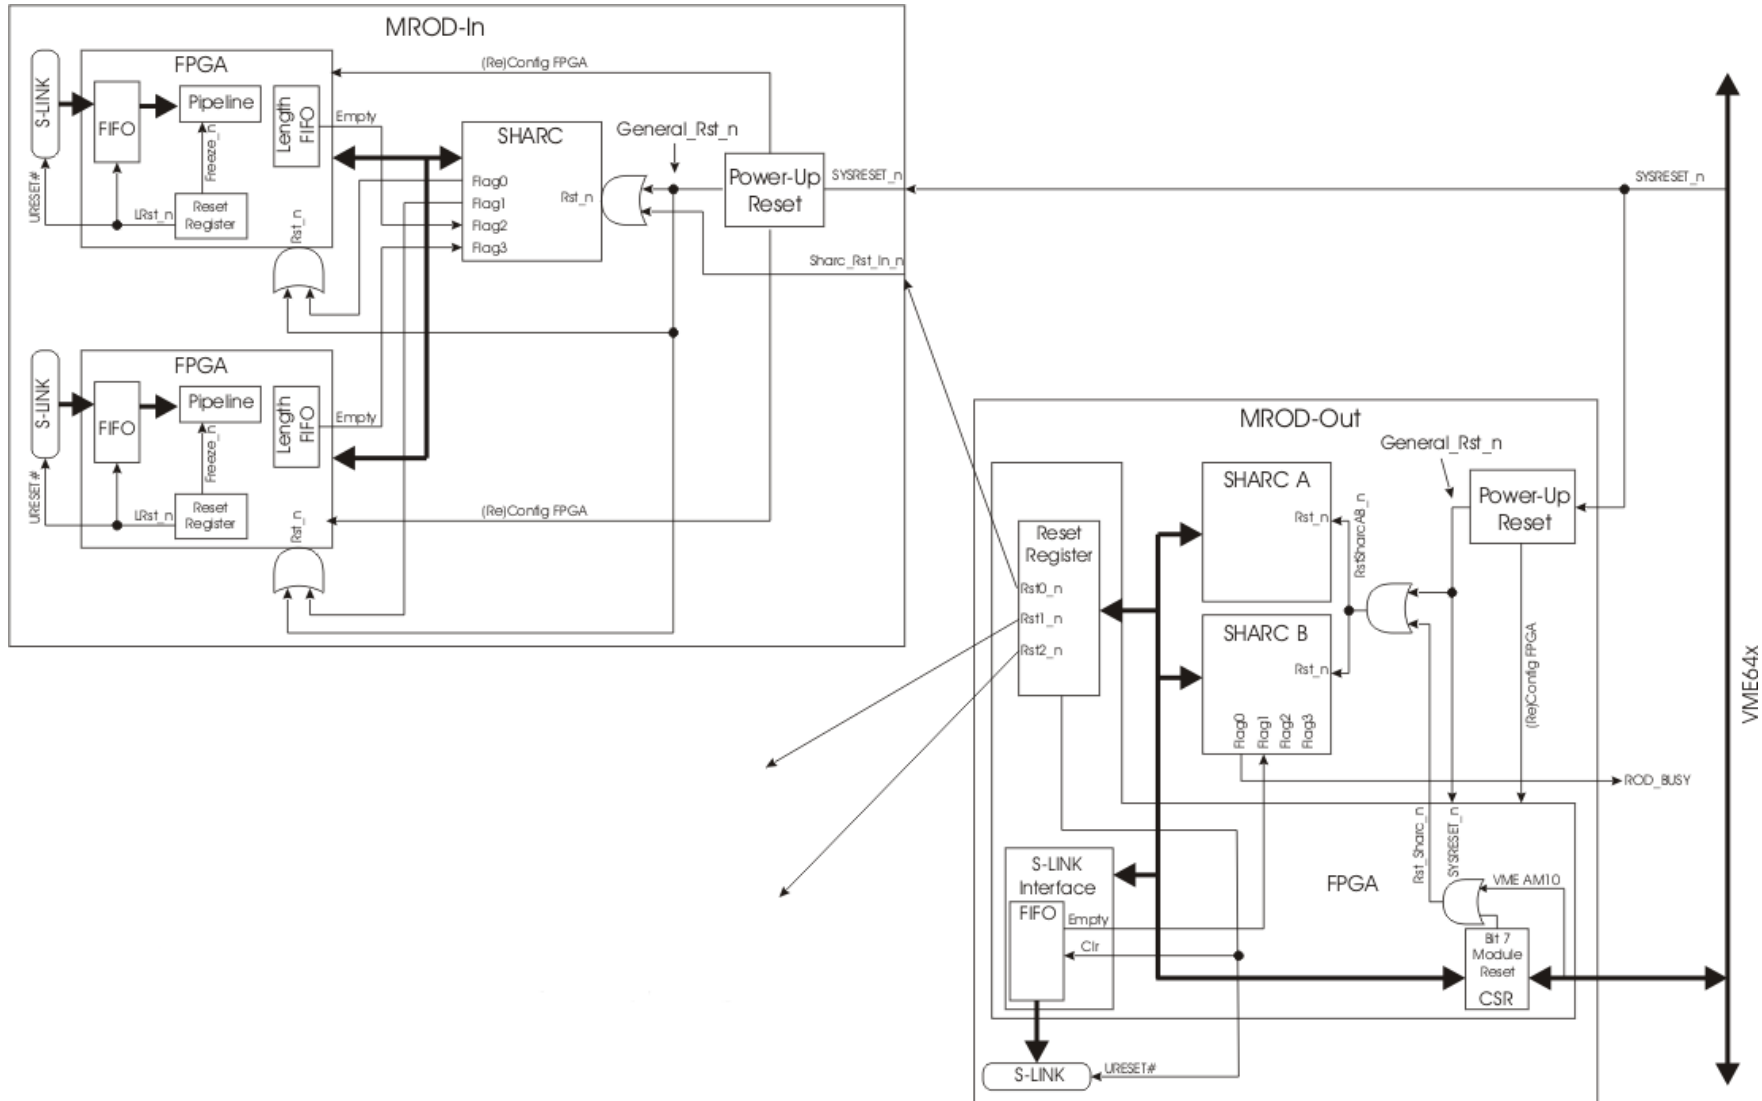 MROD-In
FPGA
S-LINK
FIFO
Pipeline
Length
FIFO
Freeze_n
URESET#
LRst_n
Reset
Register
Rst_n
Empty
(Re)Config FPGA
SHARC
Flag0
Flag1
Flag2
Flag3
Rst_n
General_Rst_n
Power-Up
Reset
SYSRESET_n
SYSRESET_n
Sharc_Rst_In_n
FPGA
S-LINK
FIFO
Pipeline
Length
FIFO
Freeze_n
URESET#
LRst_n
Reset
Register
Rst_n
Empty
(Re)Config FPGA
MROD-Out
General_Rst_n
Reset
Register
Rst0_n
Rst1_n
Rst2_n
SHARC A
Rst_n
RstSharcAB_n
Power-Up
Reset
SHARC B
Rst_n
Flag0
Flag1
Flag2
Flag3
(Re)Config FPGA
VME64x
ROD_BUSY
Rst_Sharc_n
SYSRESET_n
FPGA
VME AM10
S-LINK
Interface
FIFO
Empty
Clr
Bit 7
Module
Reset
CSR
S-LINK
URESET#